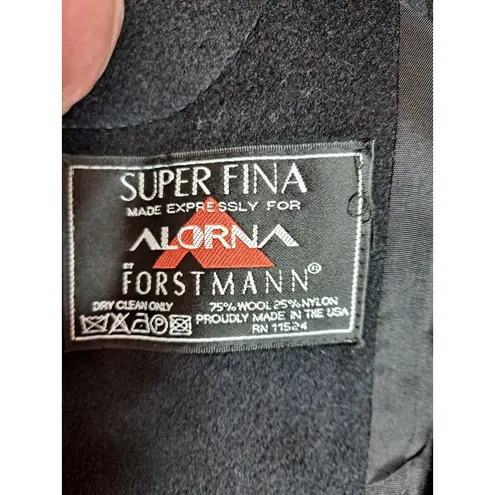 SUPER FINA
MADE EXPRESSLY FOR
ALORNA
BY
FORSTMANN®
DRY CLEAN ONLY 75% WOOL 25% NYLON
PROUDLY MADE IN THE USA
RN 11524